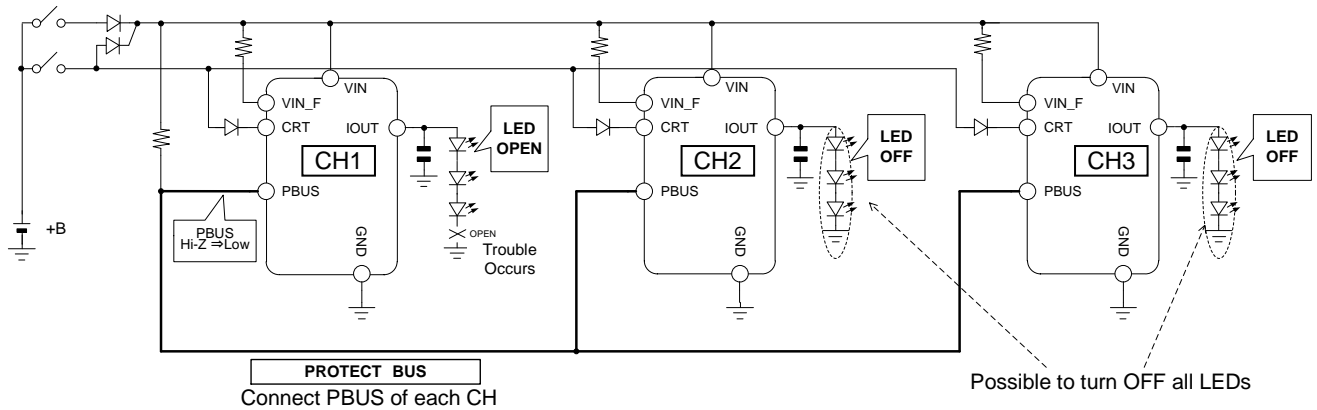 VIN
VIN
VIN
VIN_F
VIN_F
VIN_F
CRT
IOUT
LED
OPEN
CRT
IOUT
LED
OFF
CRT
IOUT
LED
OFF
CH1
CH2
CH3
PBUS
PBUS
PBUS
+B
PBUS
Hi-Z ⇒Low
GND
OPEN
Trouble
Occurs
GND
GND
PROTECT BUS
Connect PBUS of each CH
Possible to turn OFF all LEDs